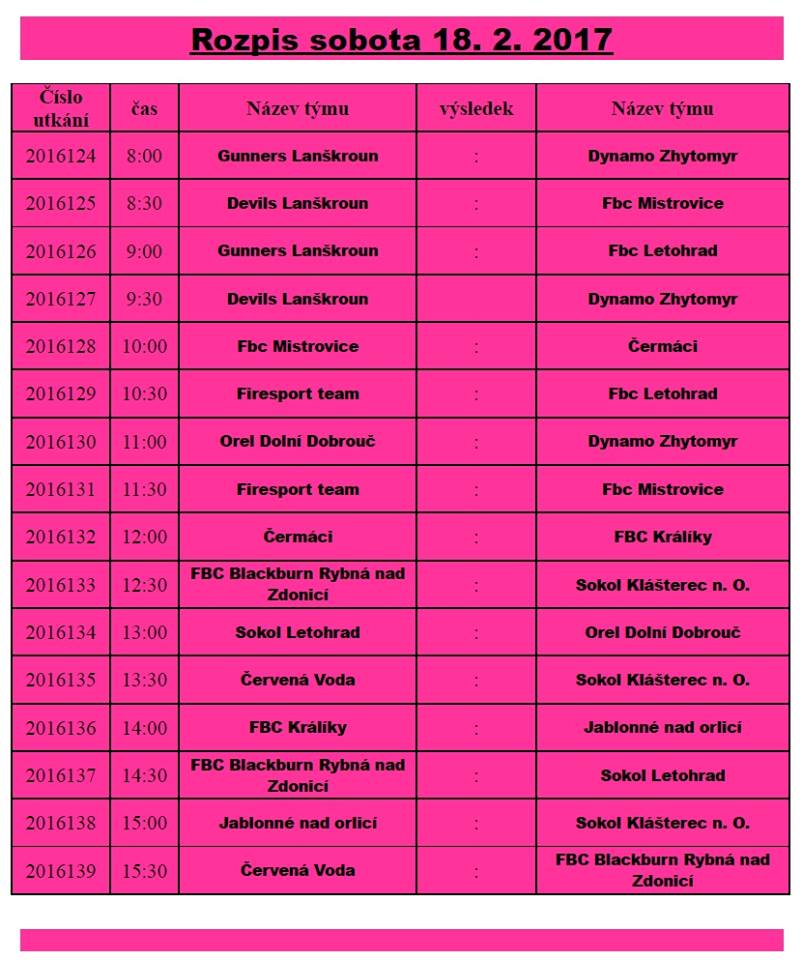 Rozpis sobota 18. 2. 2017
Číslo utkání čas Název týmu výsledek Název týmu
2016124 8:00 Gunners Lanškroun : Dynamo Zhytomyr
2016125 8:30 Devils Lanškroun : Fbc Mistrovice
2016126 9:00 Gunners Lanškroun : Fbc Letohrad
2016127 9:30 Devils Lanškroun Dynamo Zhytomyr
2016128 10:00 Fbc Mistrovice : Čermáci
2016129 10:30 Firesport team : Fbc Letohrad
2016130 11:00 Orel Dolní Dobrouč : Dynamo Zhytomyr
2016131 11:30 Firesport team : Fbc Mistrovice
2016132 12:00 Čermáci : FBC Králíky
2016133 12:30 FBC Blackburn Rybná nad Zdonicí : Sokol Klášterec n. O.
2016134 13:00 Sokol Letohrad : Orel Dolní Dobrouč
2016135 13:30 Červená Voda : Sokol Klášterec n. O.
2016136 14:00 FBC Králíky : Jablonné nad orlicí
2016137 14:30 FBC Blackburn Rybná nad Zdonicí : Sokol Letohrad
2016138 15:00 Jablonné nad orlicí : Sokol Klášterec n. O.
2016139 15:30 Červená Voda : FBC Blackburn Rybná nad Zdonicí